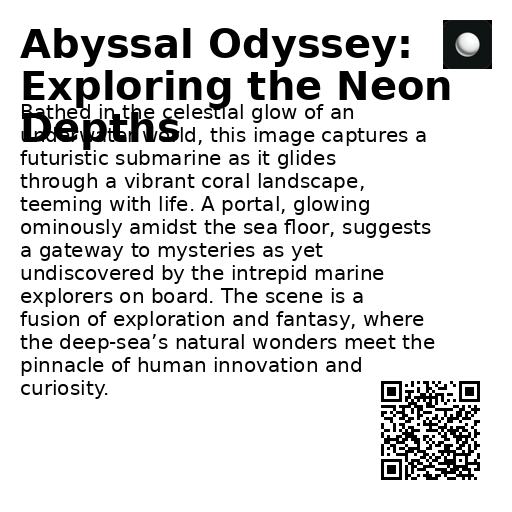 Abyssal Odyssey:
Exploring the Neon
Depths
Bathed in the celestial glow of an
underwater world, this image captures a
futuristic submarine as it glides
through a vibrant coral landscape,
teeming with life. A portal, glowing
ominously amidst the sea floor, suggests
a gateway to mysteries as yet
undiscovered by the intrepid marine
explorers on board. The scene is a
fusion of exploration and fantasy, where
the deep-sea’s natural wonders meet the
pinnacle of human innovation and
curiosity.